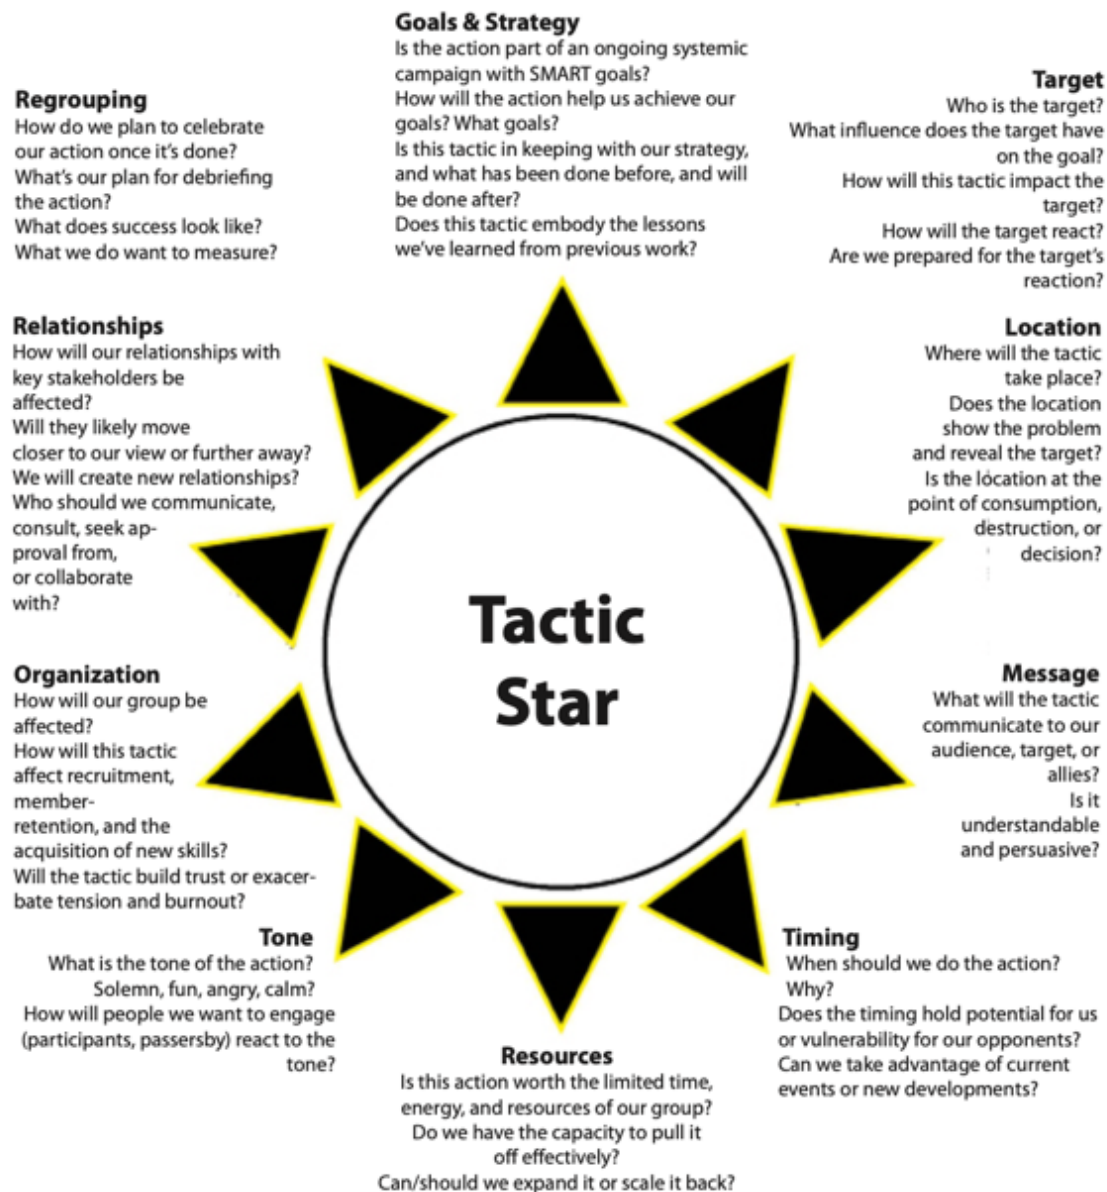 Goals & Strategy
Is the action part of an ongoing systemic
campaign with SMART goals?
How will the action help us achieve our
goals? What goals?
Is this tactic in keeping with our strategy,
and what has been done before, and will
be done after?
Does this tactic embody the lessons
we've learned from previous work?
Target
Who is the target?
What influence does the target have
on the goal?
How will this tactic impact the
target?
How will the target react?
Are we prepared for the target's
reaction?
Location
Where will the tactic
take place?
Does the location
show the problem
and reveal the target?
Is the location at the
point of consumption,
destruction, or
decision?
Message
What will the tactic
communicate to our
audience, target, or
allies?
Is it
understandable
and persuasive?
Timing
When should we do the action?
Why?
Does the timing hold potential for us
or vulnerability for our opponents?
Can we take advantage of current
events or new developments?
Resources
Is this action worth the limited time,
energy, and resources of our group?
Do we have the capacity to pull it
off effectively?
Can/should we expand it or scale it back?
Tone
What is the tone of the action?
Solemn, fun, angry, calm?
How will people we want to engage
(participants, passersby) react to the
tone?
Organization
How will our group be
affected?
How will this tactic
affect recruitment,
member-
retention, and the
acquisition of new skills?
Will the tactic build trust or exacer-
bate tension and burnout?
Relationships
How will our relationships with
key stakeholders be
affected?
Will they likely move
closer to our view or further away?
We will create new relationships?
Who should we communicate,
consult, seek ap-
proval from,
or collaborate
with?
Regrouping
How do we plan to celebrate
our action once it's done?
What's our plan for debriefing
the action?
What does success look like?
What we do want to measure?
Tactic
Star